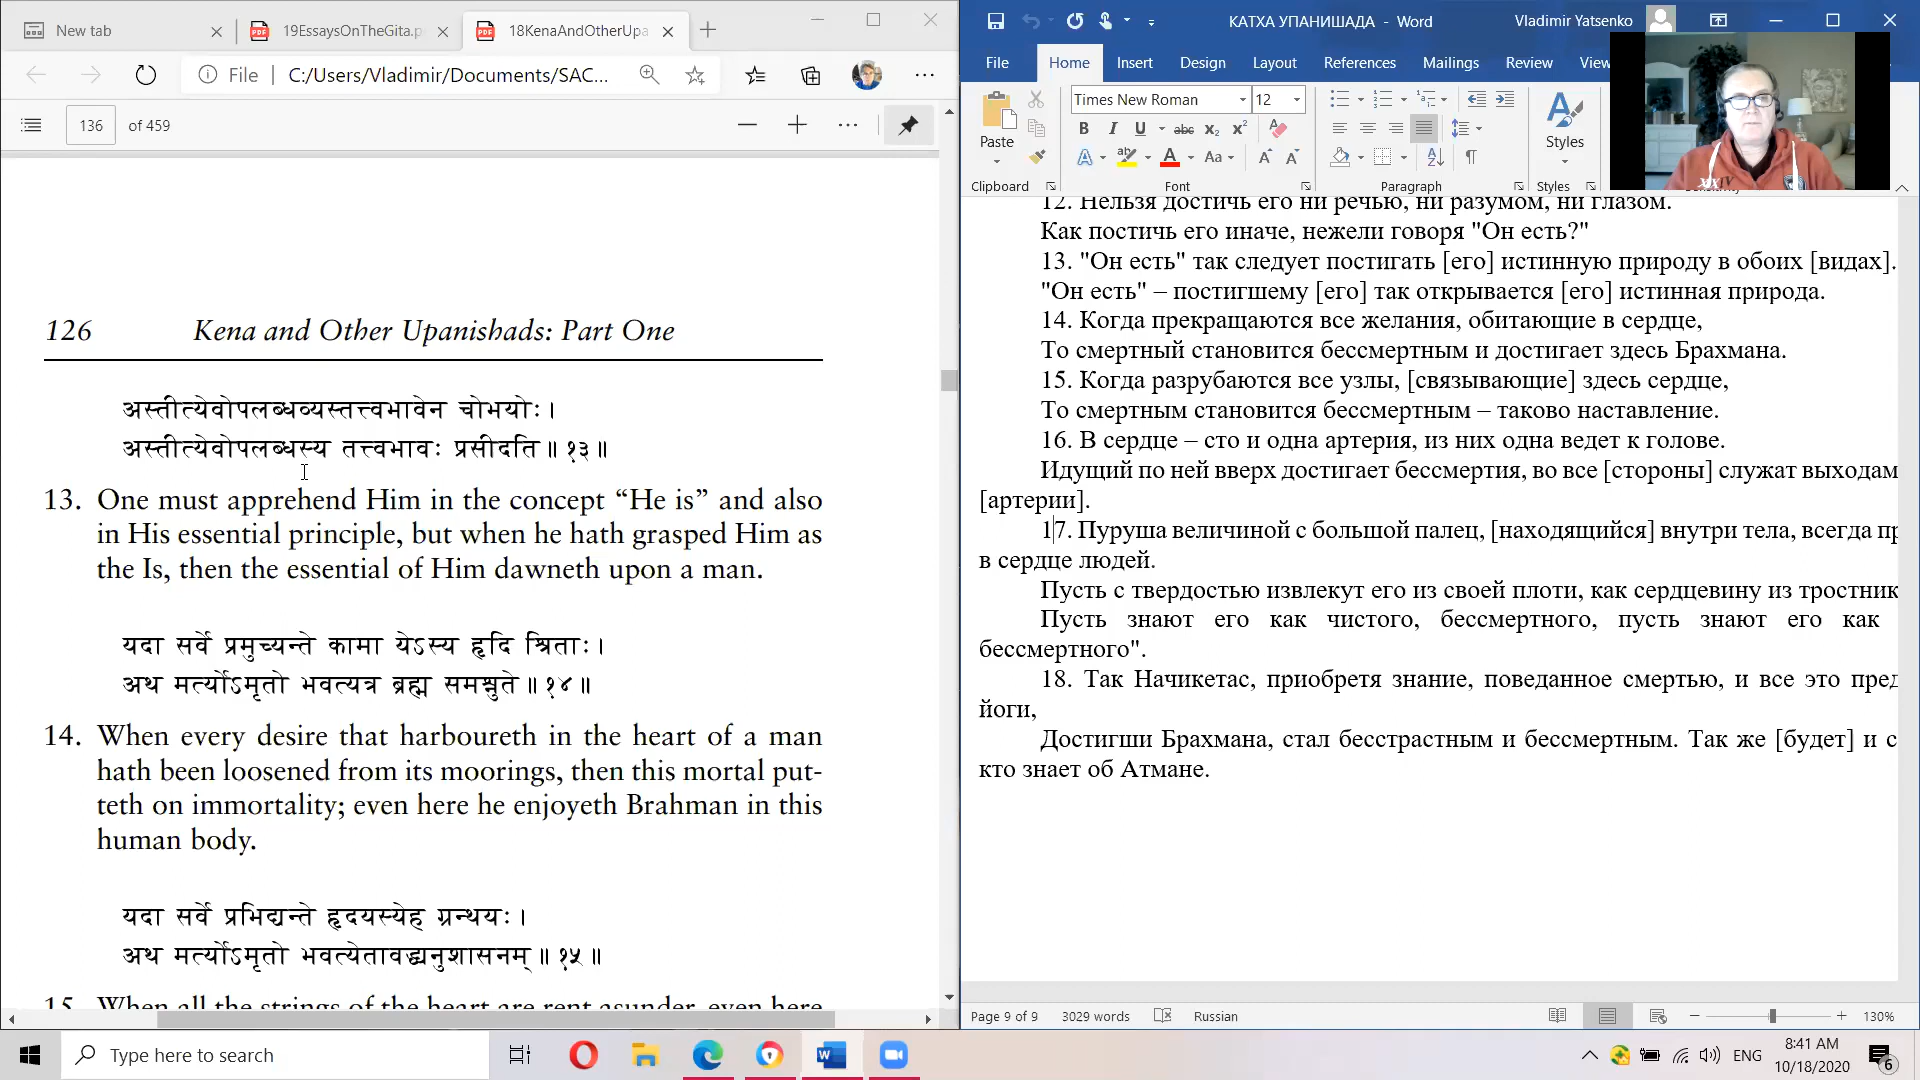 New tab
19EssaysOnTheGita.p
18KenaAndOtherUpa
File
C:/Users/Vladimir/Documents/SAC...
136 of 459
126 Kena and Other Upanishads: Part One
अस्तीत्येवोपलब्धव्यस्तत्त्वभावेन चोभयोः।
अस्तीत्येवोपलब्धस्य तत्त्वभावः प्रसीदति॥१३॥
13. One must apprehend Him in the concept “He is” and also
in His essential principle, but when he hath grasped Him as
the Is, then the essential of Him dawneth upon a man.
यदा सर्वे प्रमुच्यन्ते कामा येऽस्य हृदि श्रिताः।
अथ मर्त्योऽमृतो भवत्यत्र ब्रह्म समश्नुते॥१४॥
14. When every desire that harboureth in the heart of a man
hath been loosened from its moorings, then this mortal put-
teth on immortality; even here he enjoyeth Brahman in this
human body.
यदा सर्वे प्रभिद्यन्ते हृदयस्येह ग्रन्थयः।
अथ मर्त्योऽमृतो भवत्येतावद्ध्यनुशासनम्॥१५॥
15. When all the strings of the heart are rent asunder, even here
КАТХА УПАНИШАДА - Word
Vladimir Yatsenko
File Home Insert Design Layout References Mailings Review View
Times New Roman 12
Paste
Styles
Clipboard Font Paragraph Styles
12. Нельзя достичь его ни речью, ни разумом, ни глазом.
Как постичь его иначе, нежели говоря "Он есть?"
13. "Он есть" так следует постигать [его] истинную природу в обоих [видах].
"Он есть" – постигшему [его] так открывается [его] истинная природа.
14. Когда прекращаются все желания, обитающие в сердце,
То смертный становится бессмертным и достигает здесь Брахмана.
15. Когда разрубаются все узлы, [связывающие] здесь сердце,
То смертным становится бессмертным – таково наставление.
16. В сердце – сто и одна артерия, из них одна ведет к голове.
Идущий по ней вверх достигает бессмертия, во все [стороны] служат выходам
[артерии].
17. Пуруша величиной с большой палец, [находящийся] внутри тела, всегда пр
в сердце людей.
Пусть с твердостью извлекут его из своей плоти, как сердцевину из тростник
Пусть знают его как чистого, бессмертного, пусть знают его как
бессмертного".
18. Так Начикетас, приобретя знание, поведанное смертью, и все это пред
йоги,
Достигши Брахмана, стал бесстрастным и бессмертным. Так же [будет] и с
кто знает об Атмане.
Page 9 of 9 3029 words Russian 130%
Type here to search
ENG
8:41 AM
10/18/2020
6